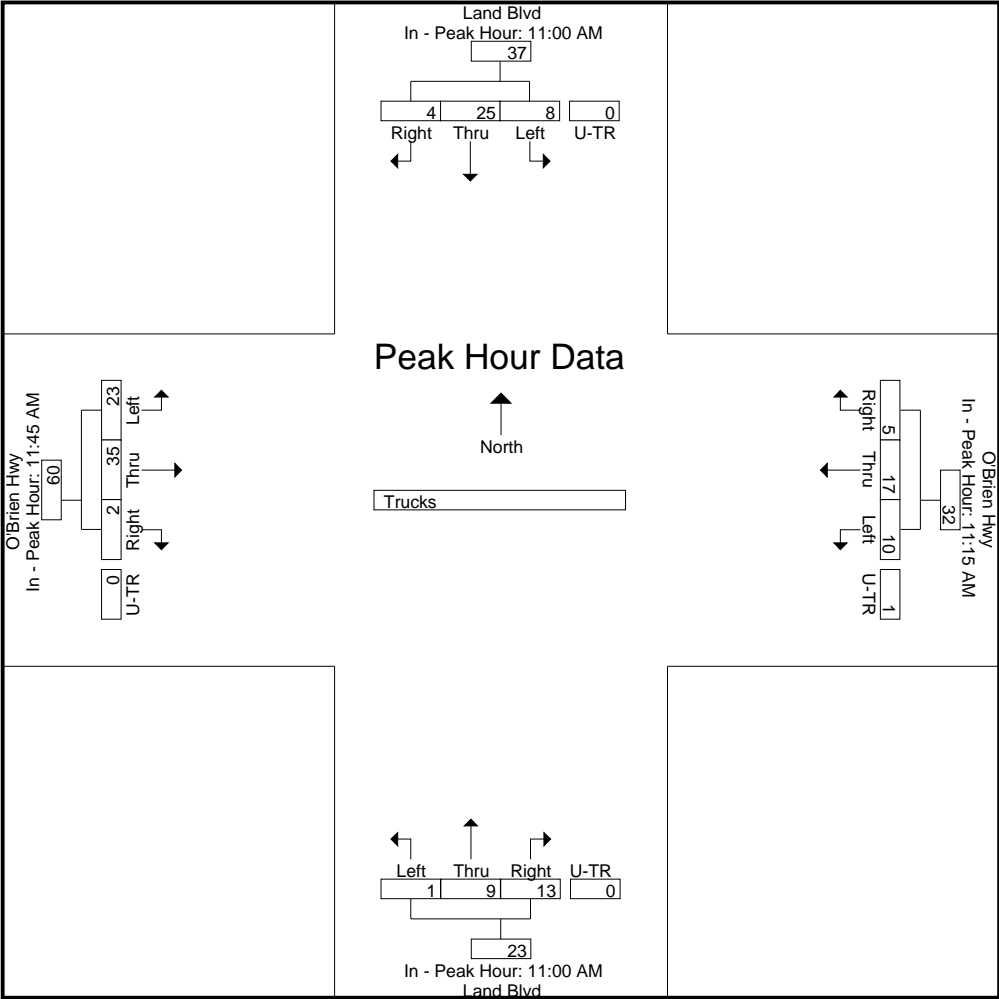 Land Blvd
In - Peak Hour: 11:00 AM
37
4 25 8 0
Right Thru Left U-TR
Peak Hour Data
North
Trucks
O'Brien Hwy
In - Peak Hour: 11:45 AM
60
23 35 2 0
Left Thru Right U-TR
O'Brien Hwy
In - Peak Hour: 11:15 AM
32
5 17 10 1
Right Thru Left U-TR
Left Thru Right U-TR
1 9 13 0
23
In - Peak Hour: 11:00 AM
Land Blvd